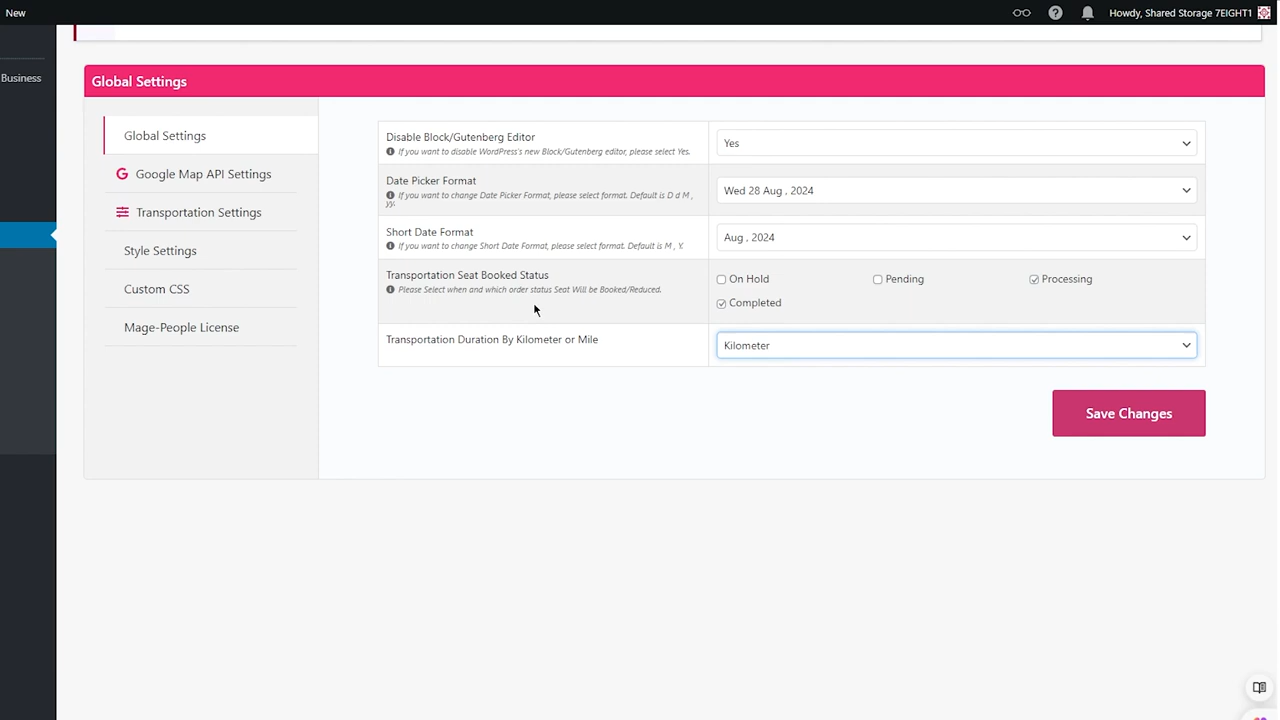 New
Howdy, Shared Storage 7EIGHT1
Business
Global Settings
Global Settings
Google Map API Settings
Transportation Settings
Style Settings
Custom CSS
Mage-People License
Disable Block/Gutenberg Editor
If you want to disable WordPress's new Block/Gutenberg editor, please select Yes.
Yes
Date Picker Format
If you want to change Date Picker Format, please select format. Default is D d M ,
yy.
Wed 28 Aug , 2024
Short Date Format
If you want to change Short Date Format, please select format. Default is M , Y.
Aug , 2024
Transportation Seat Booked Status
Please Select when and which order status Seat Will be Booked/Reduced.
On Hold
Pending
Processing
Completed
Transportation Duration By Kilometer or Mile
Kilometer
Save Changes